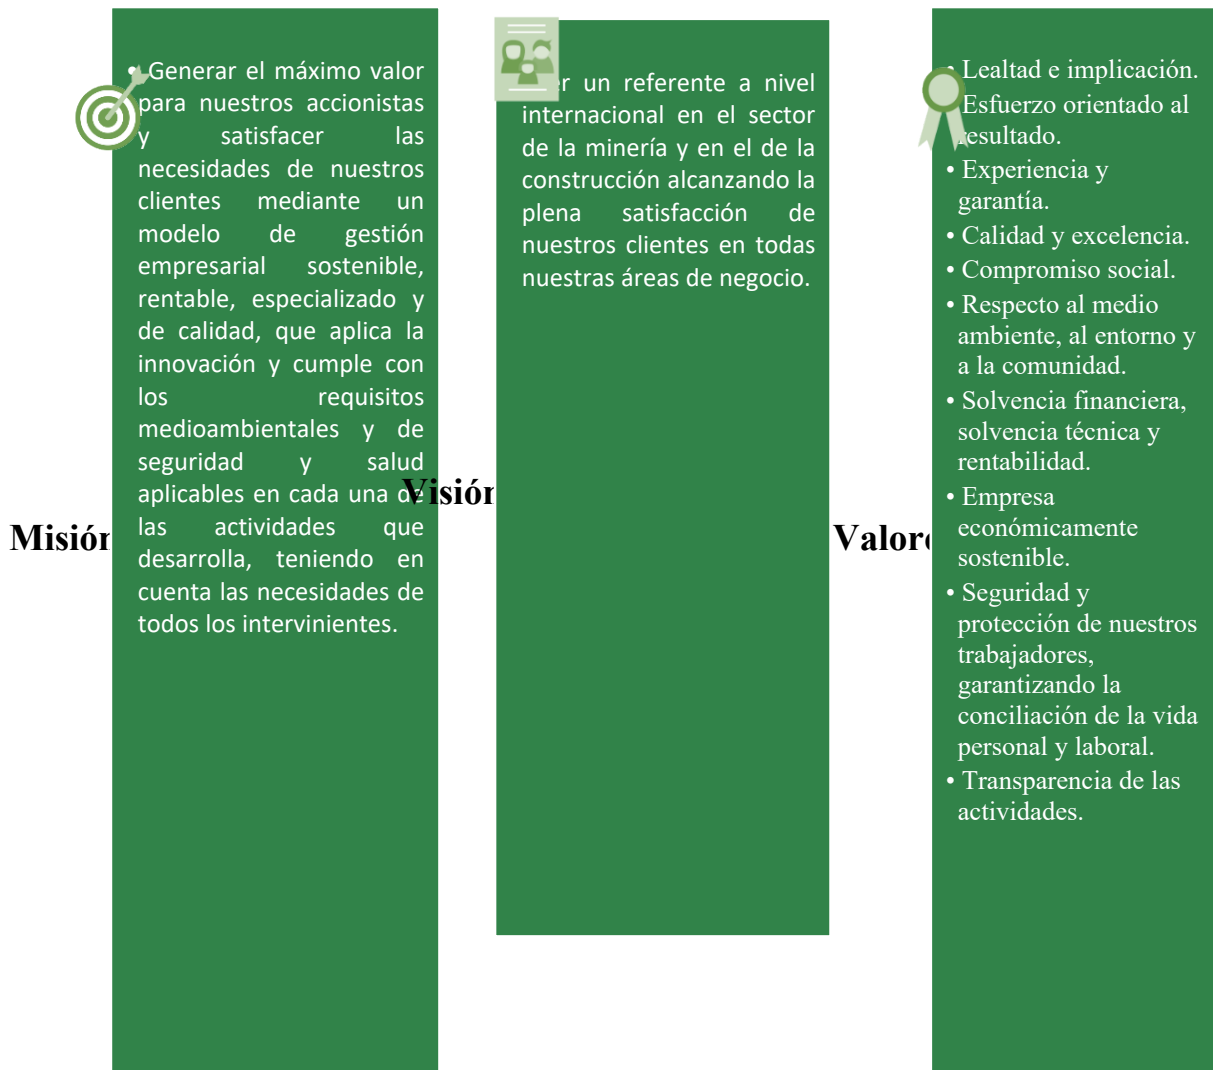 Misión
• Generar el máximo valor
para nuestros accionistas
y satisfacer las
necesidades de nuestros
clientes mediante un
modelo de gestión
empresarial sostenible,
rentable, especializado y
de calidad, que aplica la
innovación y cumple con
los requisitos
medioambientales y de
seguridad y salud
aplicables en cada una de
las actividades que
desarrolla, teniendo en
cuenta las necesidades de
todos los intervinientes.
Visión
er un referente a nivel
internacional en el sector
de la minería y en el de la
construcción alcanzando la
plena satisfacción de
nuestros clientes en todas
nuestras áreas de negocio.
Valore
• Lealtad e implicación.
Esfuerzo orientado al
resultado.
• Experiencia y
garantía.
• Calidad y excelencia.
• Compromiso social.
• Respecto al medio
ambiente, al entorno y
a la comunidad.
• Solvencia financiera,
solvencia técnica y
rentabilidad.
• Empresa
económicamente
sostenible.
• Seguridad y
protección de nuestros
trabajadores,
garantizando la
conciliación de la vida
personal y laboral.
• Transparencia de las
actividades.